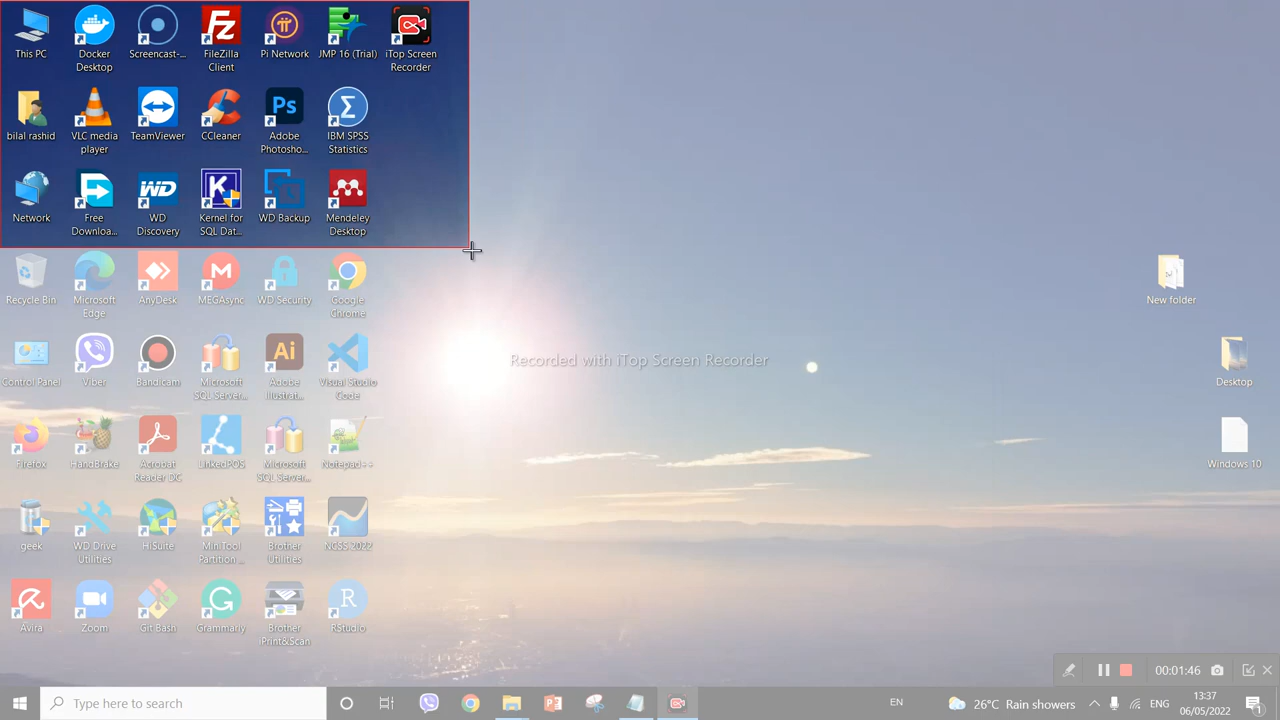 This PC
Docker Desktop
Screencast-...
FileZilla Client
Pi Network
JMP 16 (Trial)
iTop Screen Recorder
bilal rashid
VLC media player
TeamViewer
CCleaner
Adobe Photosho...
IBM SPSS Statistics
Network
Free Downloa...
WD Discovery
Kernel for SQL Dat...
WD Backup
Mendeley Desktop
Recycle Bin
Microsoft Edge
AnyDesk
MEGAsync
WD Security
Google Chrome
New folder
Control Panel
Viber
Bandicam
Microsoft SQL Server...
Adobe Illustrat...
Visual Studio Code
Recorded with iTop Screen Recorder
Desktop
Firefox
HandBrake
Acrobat Reader DC
LinkedPOS
Microsoft SQL Server...
Notepad++
Windows 10
geek
WD Drive Utilities
HiSuite
MiniTool Partition ...
Brother Utilities
NCSS 2022
Avira
Zoom
Git Bash
Grammarly
Brother iPrint&Scan
RStudio
00:01:46
Type here to search
EN
26°C Rain showers
ENG
13:37
06/05/2022
1